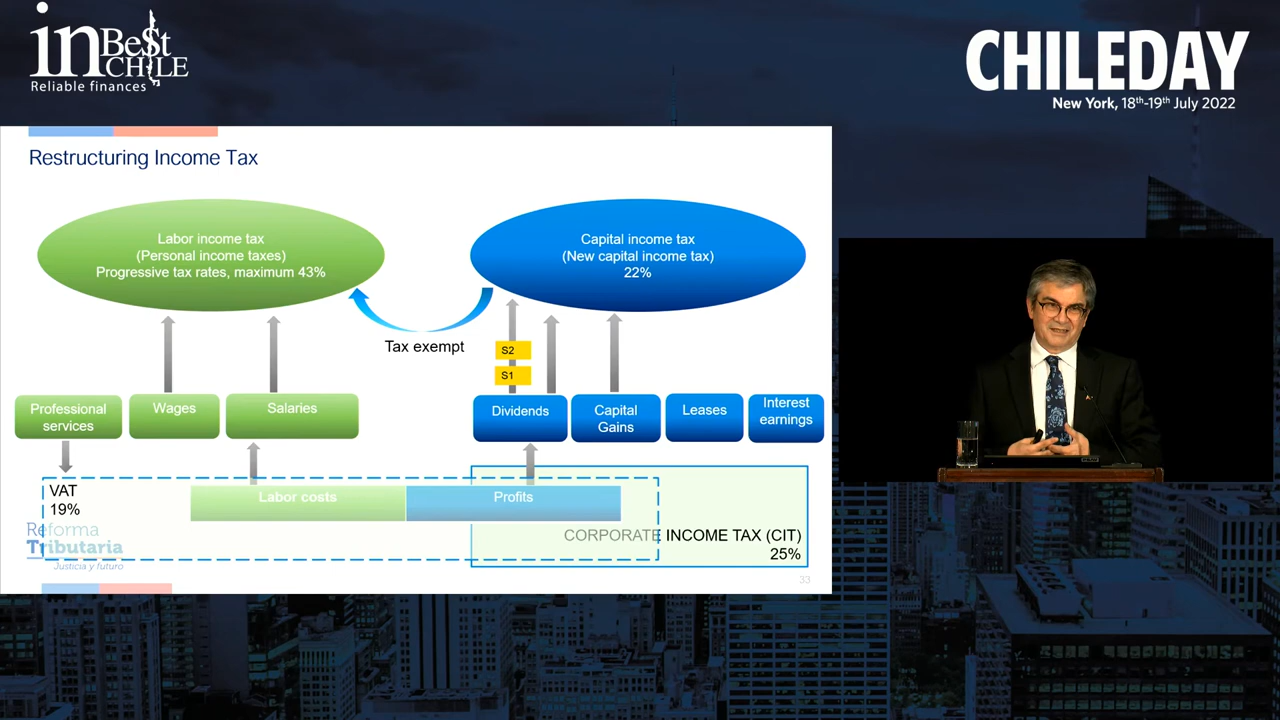 inBe$t
CHILE
Reliable finances
CHILEDAY
New York, 18th-19th July 2022
Restructuring Income Tax
Labor income tax
(Personal income taxes)
Progressive tax rates, maximum 43%
Capital income tax
(New capital income tax)
22%
Tax exempt
S2
S1
Professional
services
Wages
Salaries
Dividends
Capital
Gains
Leases
Interest
earnings
VAT
19%
Labor costs
Profits
CORPORATE INCOME TAX (CIT)
25%
Reforma
Tributaria
Justicia y futuro
33